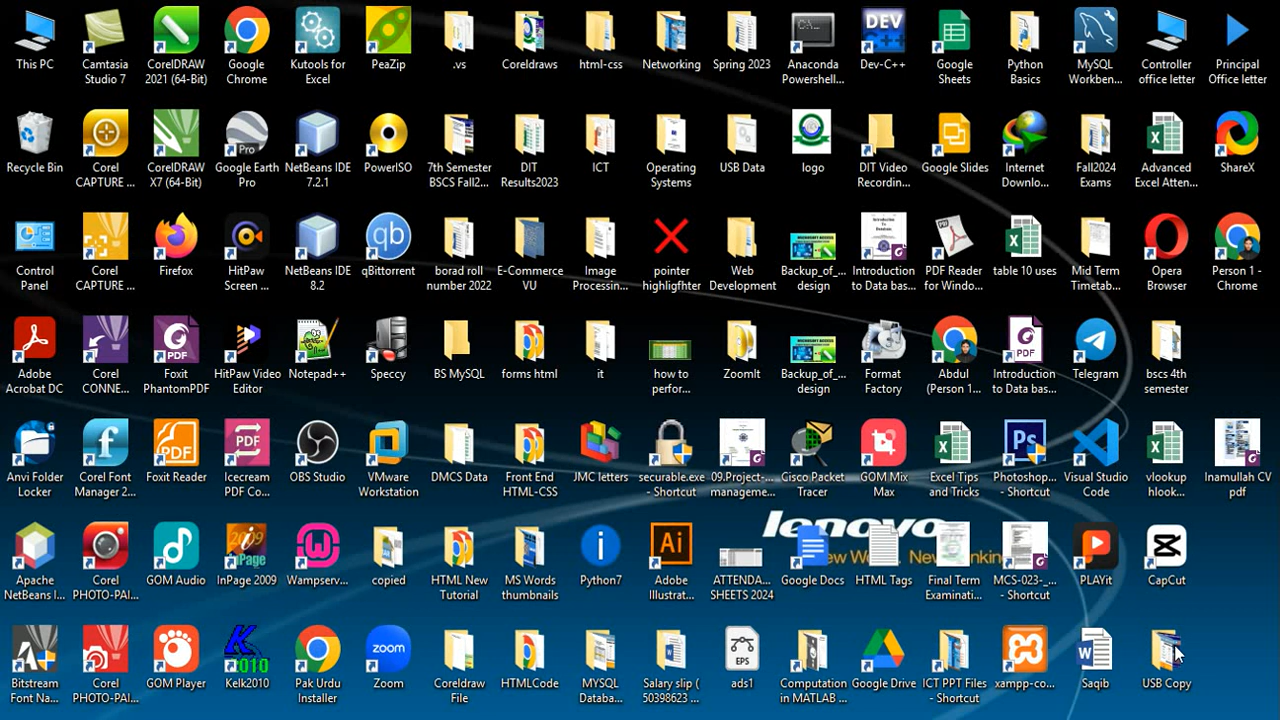 This PC
Camtasia Studio 7
CorelDRAW 2021 (64-Bit)
Google Chrome
Kutools for Excel
PeaZip
.vs
Coreldraws
html-css
Networking
Spring 2023
Anaconda Powershell...
Dev-C++
Google Sheets
Python Basics
MySQL Workben...
Controller office letter
Principal Office letter
Recycle Bin
Corel CAPTURE ...
CorelDRAW X7 (64-Bit)
Google Earth Pro
NetBeans IDE 7.2.1
PowerISO
7th Semester BSCS Fall2...
DIT Results2023
ICT
Operating Systems
USB Data
logo
DIT Video Recordin...
Google Slides
Internet Downlo...
Fall2024 Exams
Advanced Excel Atten...
ShareX
Control Panel
Corel CAPTURE ...
Firefox
HitPaw Screen ...
NetBeans IDE 8.2
qBittorrent
borad roll number 2022
E-Commerce VU
Image Processin...
pointer highligfhter
Web Development
Backup_of_... design
Introduction to Data bas...
PDF Reader for Windo...
table 10 uses
Mid Term Timetab...
Opera Browser
Person 1 - Chrome
Adobe Acrobat DC
Corel CONNE...
Foxit PhantomPDF
HitPaw Video Editor
Notepad++
Speccy
BS MySQL
forms html
it
how to perfor...
ZoomIt
Backup_of_... design
Format Factory
Abdul (Person 1...
Introduction to Data bas...
Telegram
bscs 4th semester
Anvi Folder Locker
Corel Font Manager 2...
Foxit Reader
Icecream PDF Co...
OBS Studio
VMware Workstation
DMCS Data
Front End HTML-CSS
JMC letters
securable.exe - Shortcut
09.Project-... manageme...
Cisco Packet Tracer
GOM Mix Max
Excel Tips and Tricks
Photoshop... - Shortcut
Visual Studio Code
vlookup hlook...
Inamullah CV pdf
lenovo
New World. New Thinking.
Apache NetBeans I...
Corel PHOTO-PAI...
GOM Audio
InPage 2009
Wampserv...
copied
HTML New Tutorial
MS Words thumbnails
Python7
Adobe Illustrat...
ATTENDA... SHEETS 2024
Google Docs
HTML Tags
Final Term Examinati...
MCS-023-_... - Shortcut
PLAYit
CapCut
Bitstream Font Na...
Corel PHOTO-PAI...
GOM Player
Kelk2010
Pak Urdu Installer
Zoom
Coreldraw File
HTMLCode
MYSQL Databa...
Salary slip ( 50398623 ...
ads1
Computation in MATLAB ...
Google Drive
ICT PPT Files - Shortcut
xampp-co...
Saqib
USB Copy